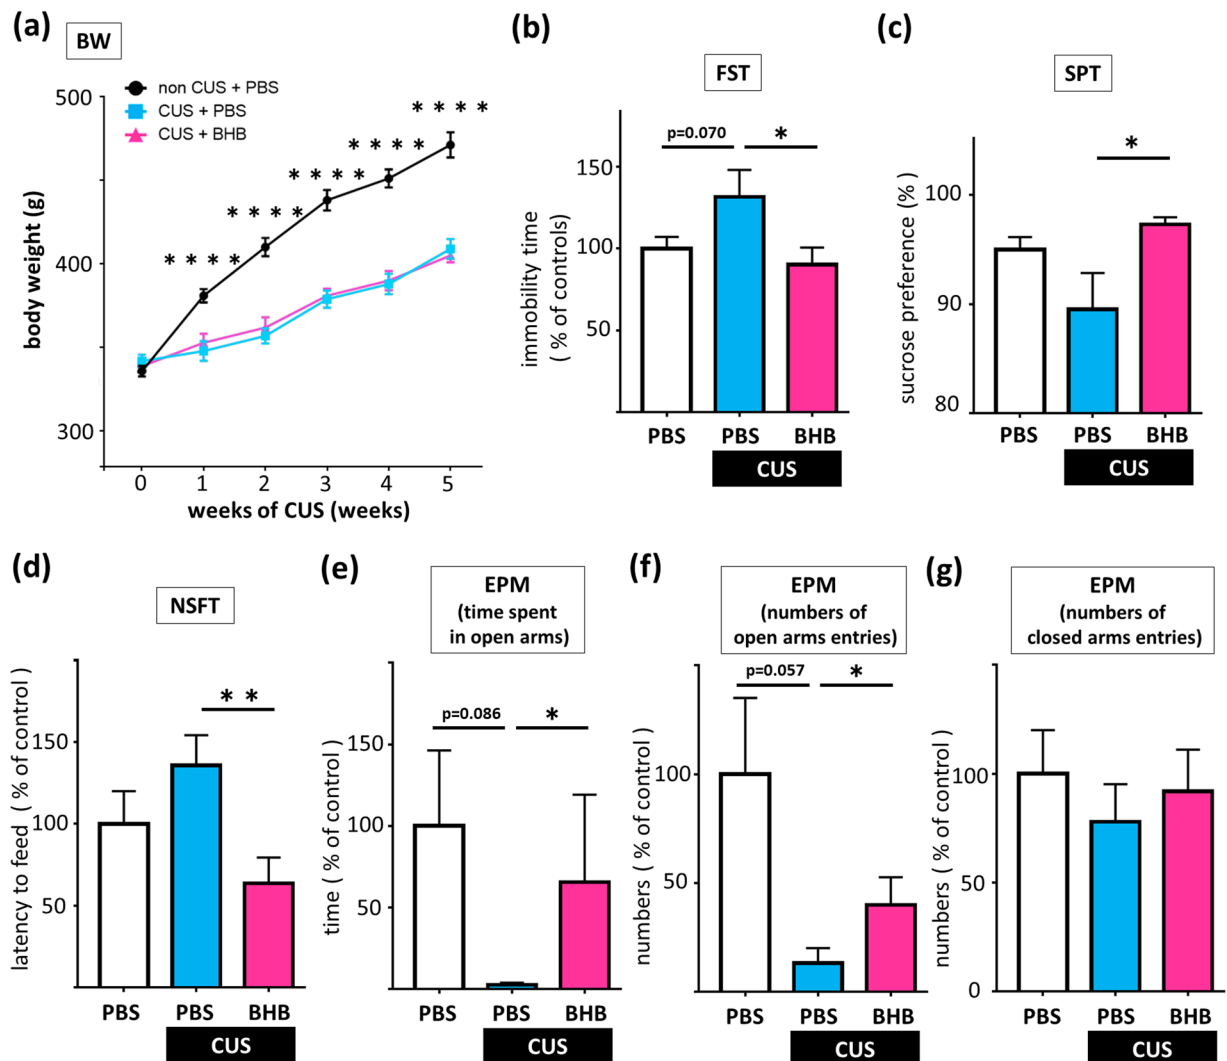 (a)
BW
non CUS + PBS
CUS + PBS
CUS + BHB
500
400
300
body weight (g)
* * * *
* * * *
* * * *
* * * *
* * * *
0 1 2 3 4 5
weeks of CUS (weeks)
(b)
FST
p=0.070
*
150
100
50
immobility time
( % of controls)
PBS PBS BHB
CUS
(c)
SPT
*
100
90
80
sucrose preference (%)
PBS PBS BHB
CUS
(d)
NSFT
* *
150
100
50
latency to feed ( % of control )
PBS PBS BHB
CUS
(e)
EPM
(time spent
in open arms)
p=0.086
*
150
100
50
time ( % of control )
PBS PBS BHB
CUS
(f)
EPM
(numbers of
open arms entries)
p=0.057
*
100
50
numbers ( % of control )
PBS PBS BHB
CUS
(g)
EPM
(numbers of
closed arms entries)
100
50
0
numbers ( % of control )
PBS PBS BHB
CUS